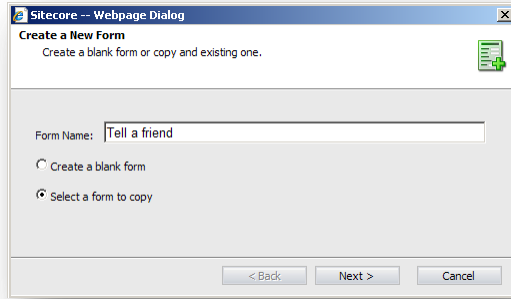 Sitecore -- Webpage Dialog
Create a New Form
Create a blank form or copy and existing one.
Form Name: Tell a friend
Create a blank form
Select a form to copy
< Back Next > Cancel